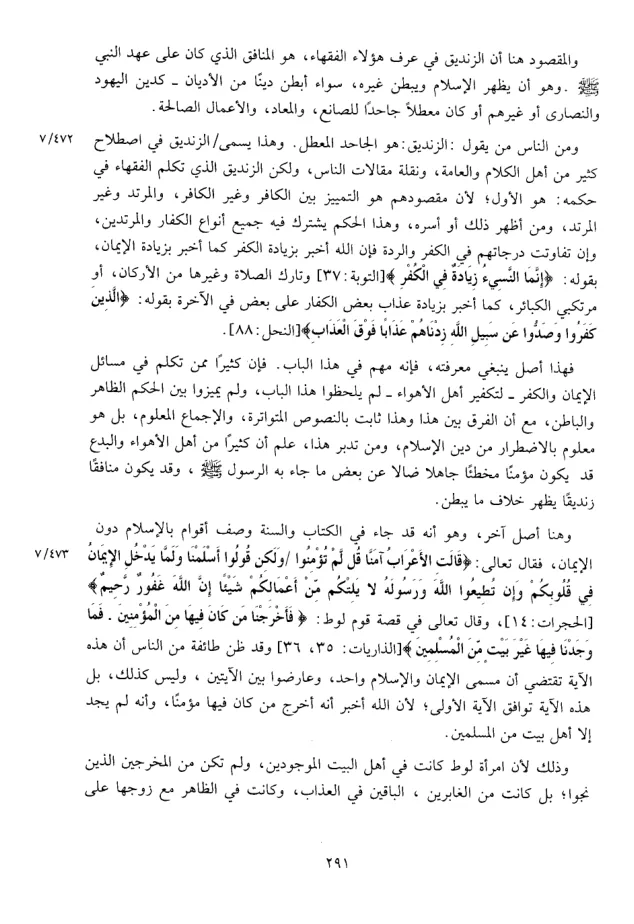 والمقصود هنا أن الزنديق في عرف هؤلاء الفقهاء، هو المنافق الذي كان على عهد النبي
ﷺ .وهو أن يظهر الإسلام ويبطن غيره، سواء أبطن دينًا من الأديان ـ كدين اليهود
والنصارى أو غيرهم أو كان معطلاً جاحدًا للصانع، والمعاد، والأعمال الصالحة.
ومن الناس من يقول :الزنديق:هو الجاحد المعطل. وهذا يسمى/الزنديق في اصطلاح ٧/٤٧٢
كثير من أهل الكلام والعامة، ونقلة مقالات الناس، ولكن الزنديق الذي تكلم الفقهاء في
حكمه: هو الأول؛ لأن مقصودهم هو التمييز بين الكافر وغير الكافر، والمرتد وغير
المرتد، ومن أظهر ذلك أو أسره، وهذا الحكم يشترك فيه جميع أنواع الكفار والمرتدين،
وإن تفاوتت درجاتهم في الكفر والردة فإن الله أخبر بزيادة الكفر كما أخبر بزيادة الإيمان،
بقوله: ﴿إِنَّمَا النَّسِيءُ زِيَادَةٌ فِي الْكُفْرِ ﴾[التوبة:٣٧] وتارك الصلاة وغيرها من الأركان، أو
مرتكبي الكبائر، كما أخبر بزيادة عذاب بعض الكفار على بعض في الآخرة بقوله: ﴿الَّذِينَ
كَفَرُوا وَصَدُّوا عَن سَبِيلِ اللَّهِ زِدْنَاهُمْ عَذَابًا فَوْقَ الْعَذَابِ﴾[النحل:٨٨].
فهذا أصل ينبغي معرفته، فإنه مهم في هذا الباب. فإن كثيرًا ممن تكلم في مسائل
الإيمان والكفر ـ لتكفير أهل الأهواء ـ لم يلحظوا هذا الباب، ولم يميزوا بين الحكم الظاهر
والباطن، مع أن الفرق بين هذا وهذا ثابت بالنصوص المتواترة، والإجماع المعلوم، بل هو
معلوم بالاضطرار من دين الإسلام، ومن تدبر هذا، علم أن كثيرًا من أهل الأهواء والبدع
قد يكون مؤمنًا مخطئًا جاهلا ضالا عن بعض ما جاء به الرسول ﷺ ، وقد يكون منافقًا
زنديقًا يظهر خلاف ما يبطن.
وهنا أصل آخر، وهو أنه قد جاء في الكتاب والسنة وصف أقوام بالإسلام دون
الإيمان، فقال تعالى:﴿قَالَتِ الأَعْرَابُ آمَنَّا قُل لَّمْ تُؤْمِنُوا /وَلَكِن قُولُوا أَسْلَمْنَا وَلَمَّا يَدْخُلِ الإِيمَانُ ٧/٤٧٣
فِي قُلُوبِكُمْ وَإِن تُطِيعُوا اللَّهَ وَرَسُولَهُ لا يَلِتْكُم مِّنْ أَعْمَالِكُمْ شَيْئًا إِنَّ اللَّهَ غَفُورٌ رَّحِيمٌ﴾
[الحجرات:١٤]، وقال تعالى في قصة قوم لوط: ﴿ فَأَخْرَجْنَا مَن كَانَ فِيهَا مِنَ الْمُؤْمِنِينَ . فَمَا
وَجَدْنَا فِيهَا غَيْرَ بَيْتٍ مِّنَ الْمُسْلِمِينَ ﴾[الذاريات: ٣٥، ٣٦] وقد ظن طائفة من الناس أن هذه
الآية تقتضي أن مسمى الإيمان والإسلام واحد، وعارضوا بين الآيتين ، وليس كذلك، بل
هذه الآية توافق الآية الأولى؛ لأن الله أخبر أنه أخرج من كان فيها مؤمنًا، وأنه لم يجد
إلا أهل بيت من المسلمين.
وذلك لأن امرأة لوط كانت في أهل البيت الموجودين، ولم تكن من المخرجين الذين
نجوا؛ بل كانت من الغابرين ، الباقين في العذاب، وكانت في الظاهر مع زوجها على
٢٩١